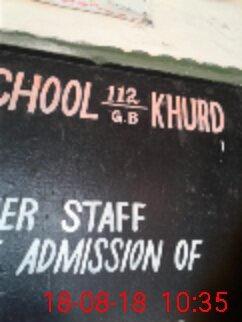 CHOOL 112/G.B KHURD
ER STAFF
ADMISSION OF
18-08-18 10:35